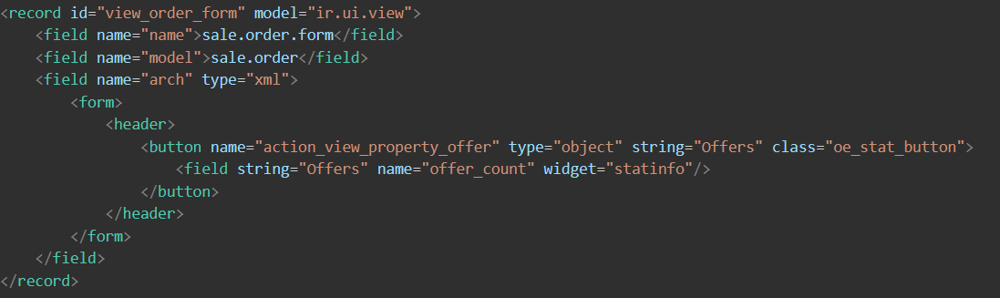 <record id="view_order_form" model="ir.ui.view">
    <field name="name">sale.order.form</field>
    <field name="model">sale.order</field>
    <field name="arch" type="xml">
        <form>
            <header>
                <button name="action_view_property_offer" type="object" string="Offers" class="oe_stat_button">
                    <field string="Offers" name="offer_count" widget="statinfo"/>
                </button>
            </header>
        </form>
    </field>
</record>